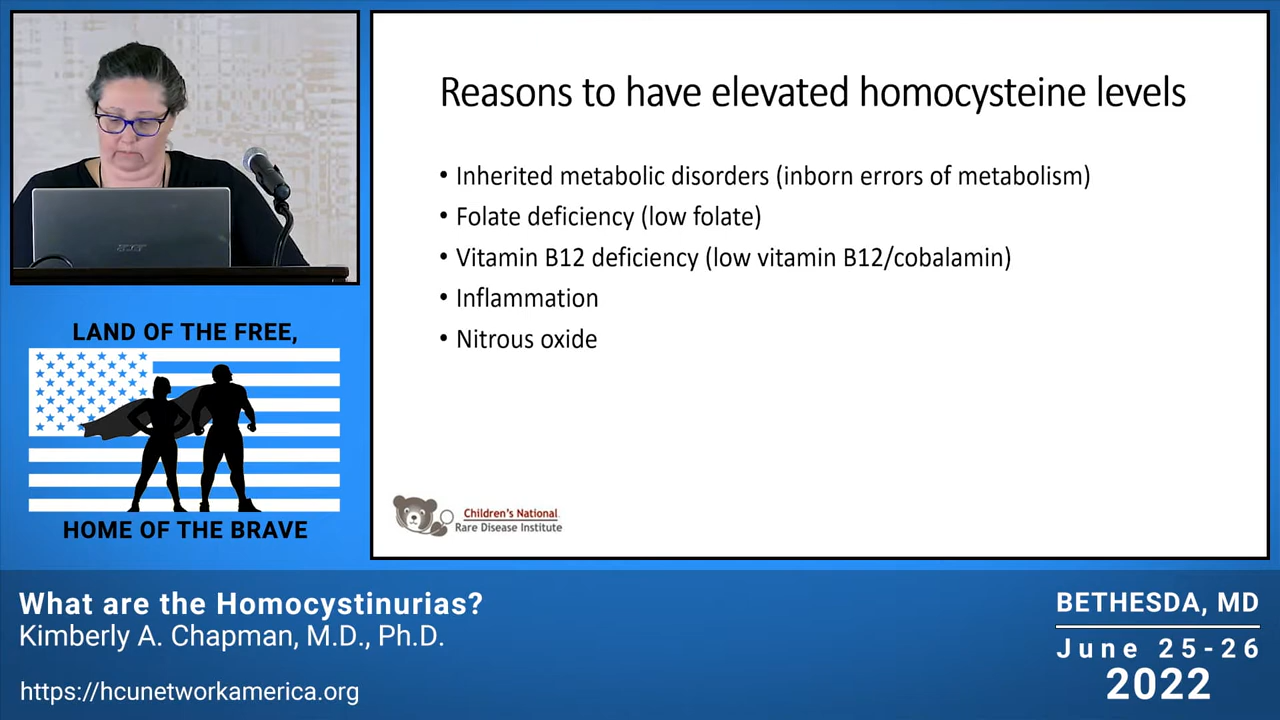 Reasons to have elevated homocysteine levels
• Inherited metabolic disorders (inborn errors of metabolism)
• Folate deficiency (low folate)
• Vitamin B12 deficiency (low vitamin B12/cobalamin)
• Inflammation
• Nitrous oxide
Children's National
Rare Disease Institute
acer
LAND OF THE FREE,
HOME OF THE BRAVE
What are the Homocystinurias?
Kimberly A. Chapman, M.D., Ph.D.
https://hcunetworkamerica.org
BETHESDA, MD
June 25-26
2022